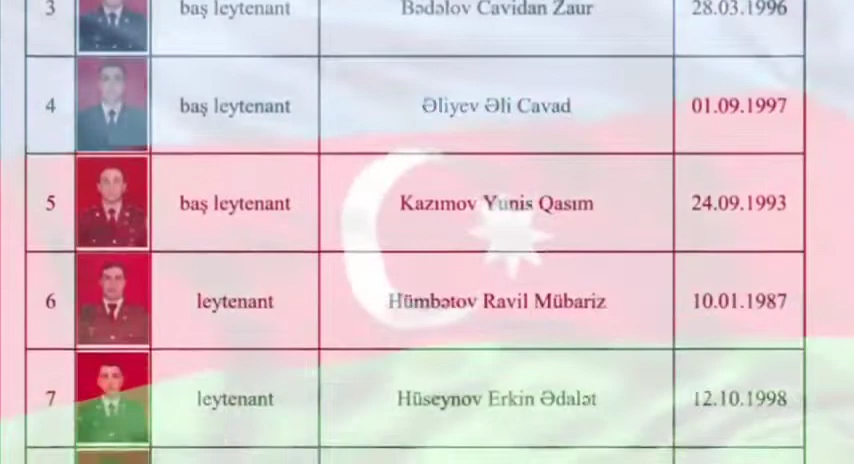 3 baş leytenant Bədəlov Cavidan Zaur 28.03.1996
4 baş leytenant Əliyev Əli Cavad 01.09.1997
5 baş leytenant Kazımov Yunis Qasım 24.09.1993
6 leytenant Hümbətov Ravil Mübariz 10.01.1987
7 leytenant Hüseynov Erkin Ədalət 12.10.1998